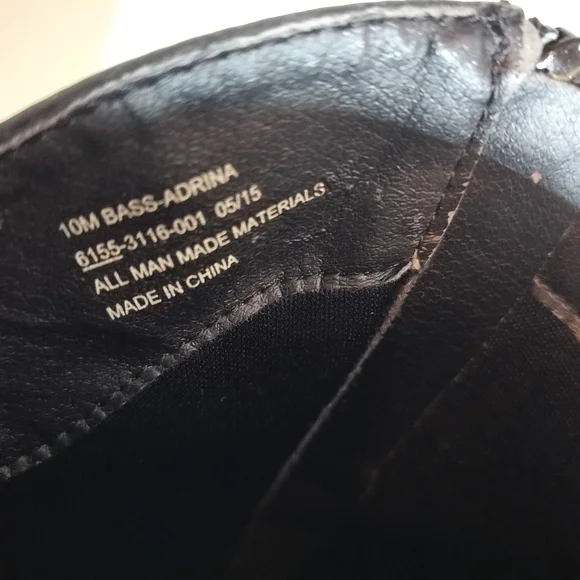 10M BASS-ADRINA
6155-3116-001 05/15
ALL MAN MADE MATERIALS
MADE IN CHINA